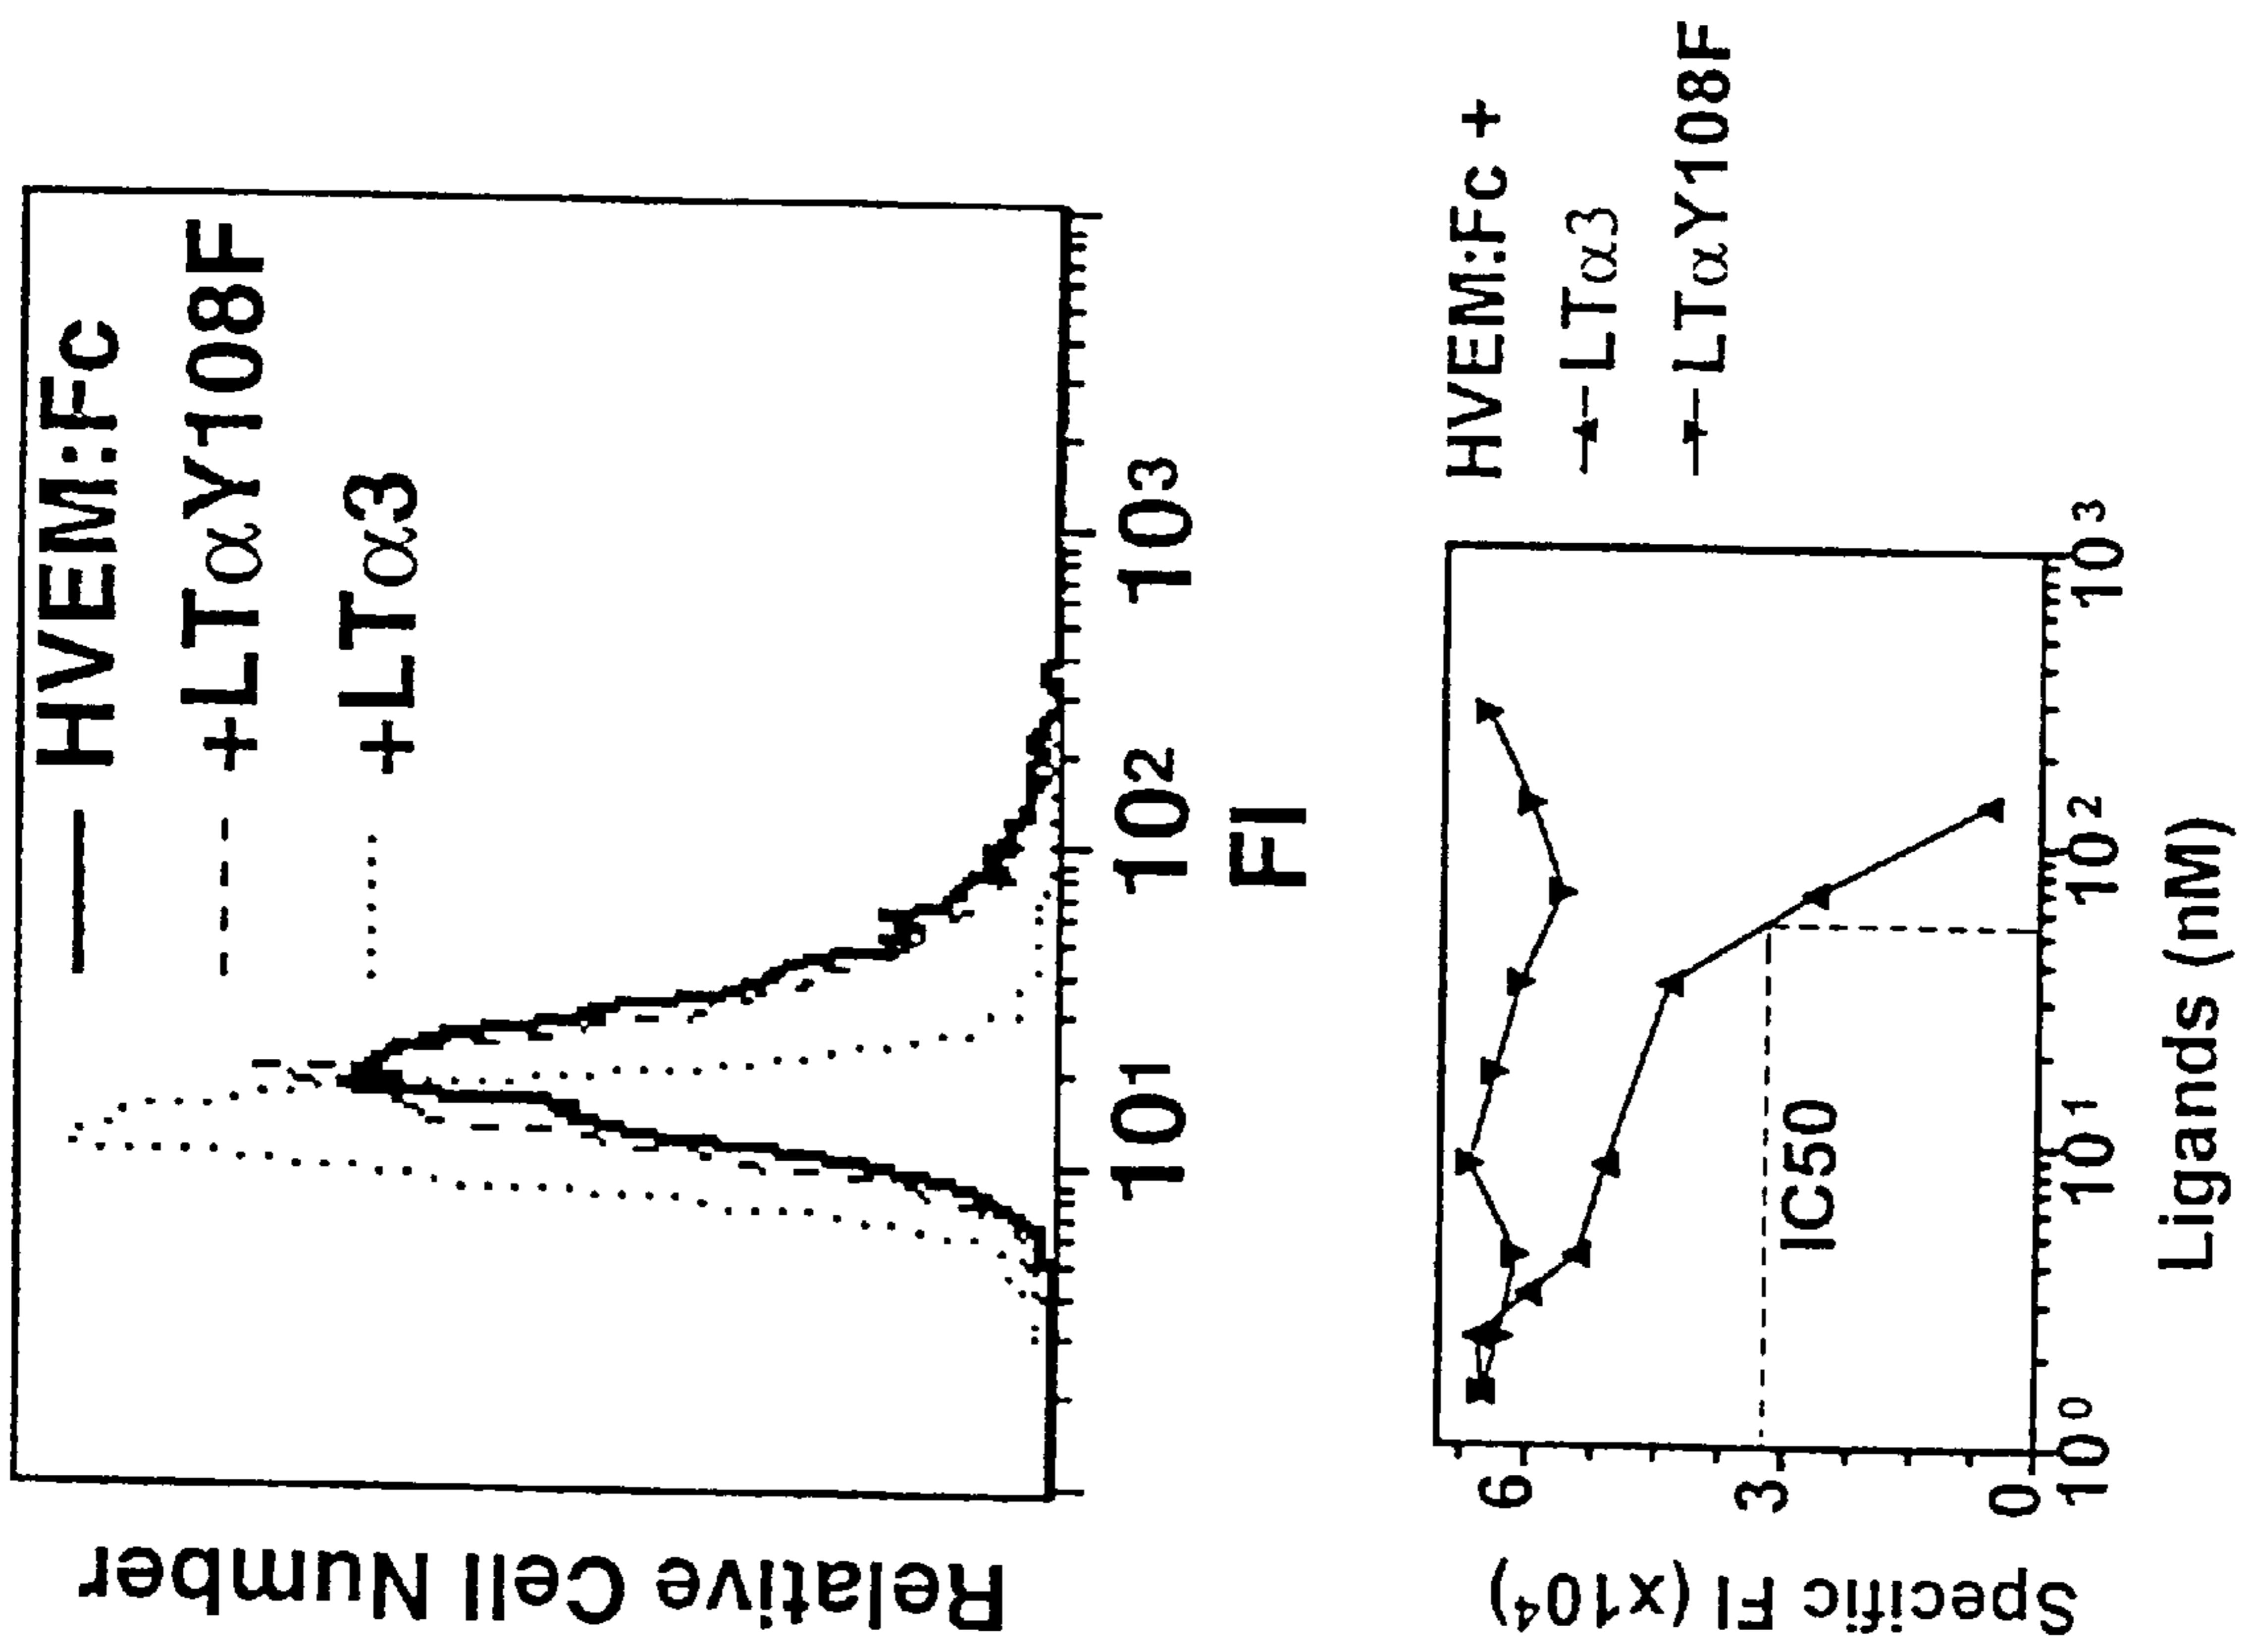 HVEM:Fc
+LTαY108F
+LTα3
Relative Cell Number
10¹
10²
10³
FI
HVEM:Fc +
LTα3
LTαY108F
Specific FI (x10⁴)
6
3
0
IC50
10⁰
10¹
10²
10³
Ligands (nM)